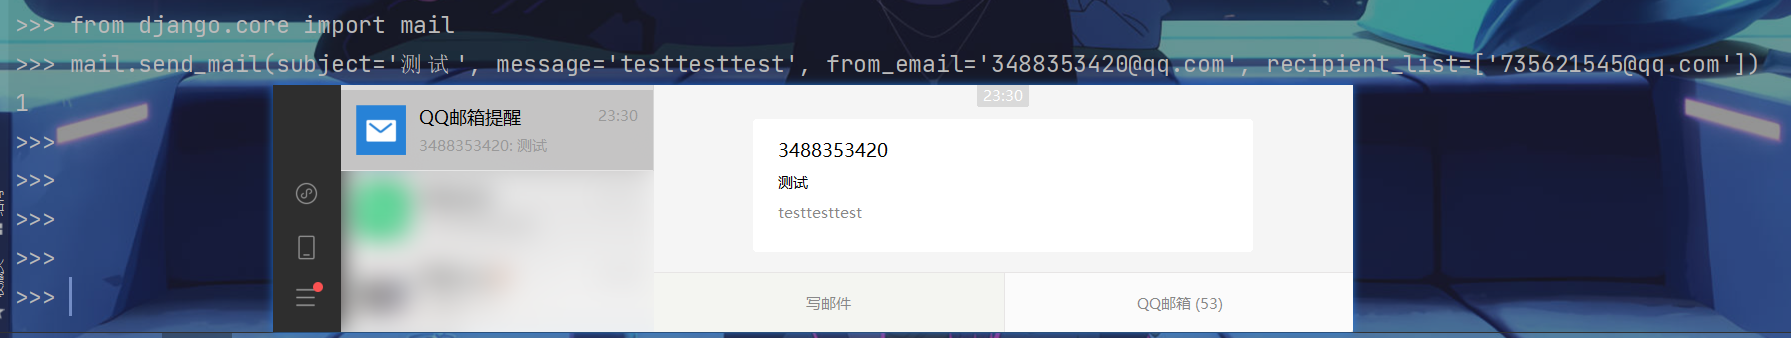 >>> from django.core import mail
>>> mail.send_mail(subject='测试', message='testtesttest', from_email='3488353420@qq.com', recipient_list=['735621545@qq.com'])
1
>>>
>>>
>>>
>>>
>>>
QQ邮箱提醒 23:30
3488353420: 测试
23:30
3488353420
测试
testtesttest
写邮件 QQ邮箱 (53)